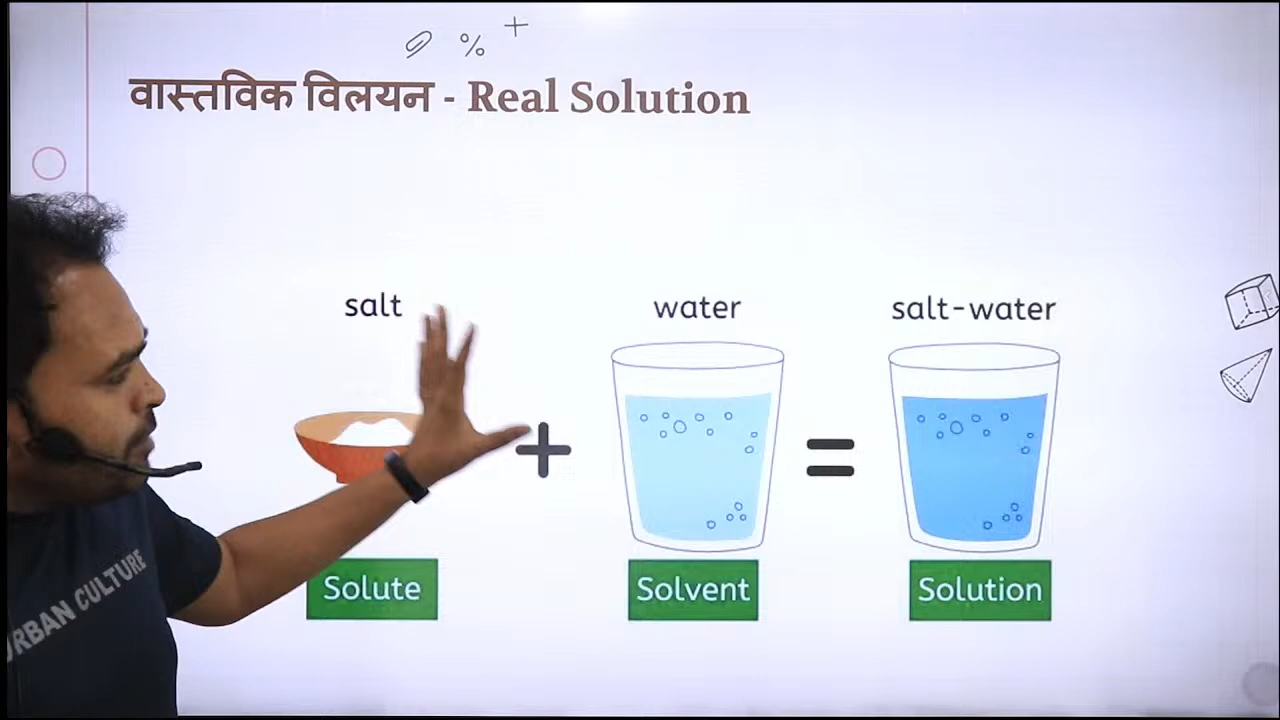 % +
वास्तविक विलयन - Real Solution
salt water salt-water
+ =
Solute Solvent Solution
URBAN CULTURE